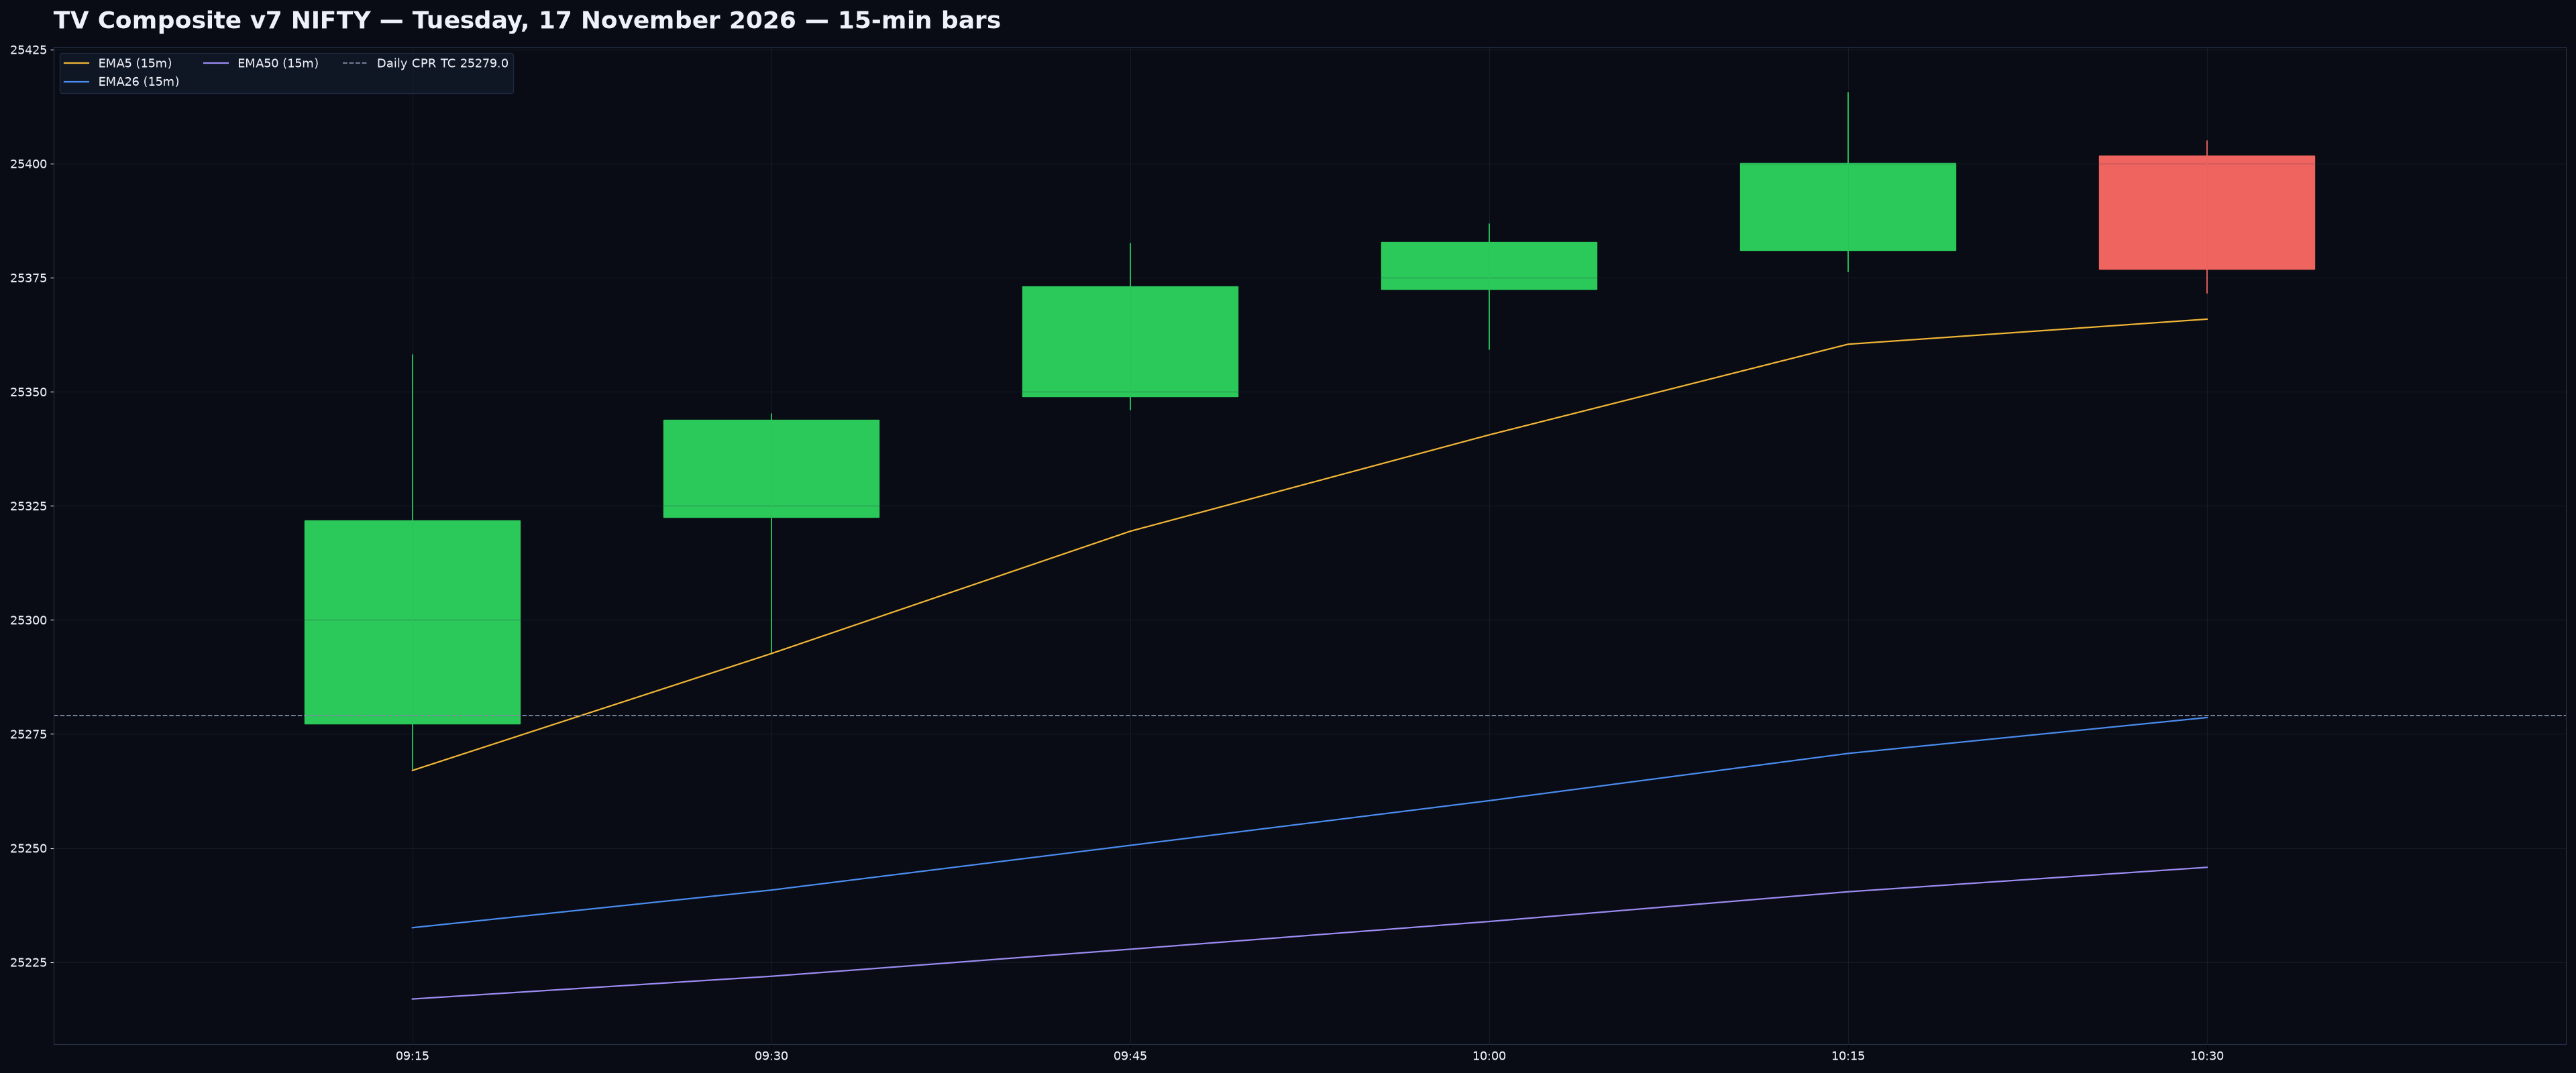 TV Composite v7 NIFTY — Tuesday, 17 November 2026 — 15-min bars
EMA5 (15m) EMA50 (15m) Daily CPR TC 25279.0
EMA26 (15m)
25425
25400
25375
25350
25325
25300
25275
25250
25225
09:15 09:30 09:45 10:00 10:15 10:30